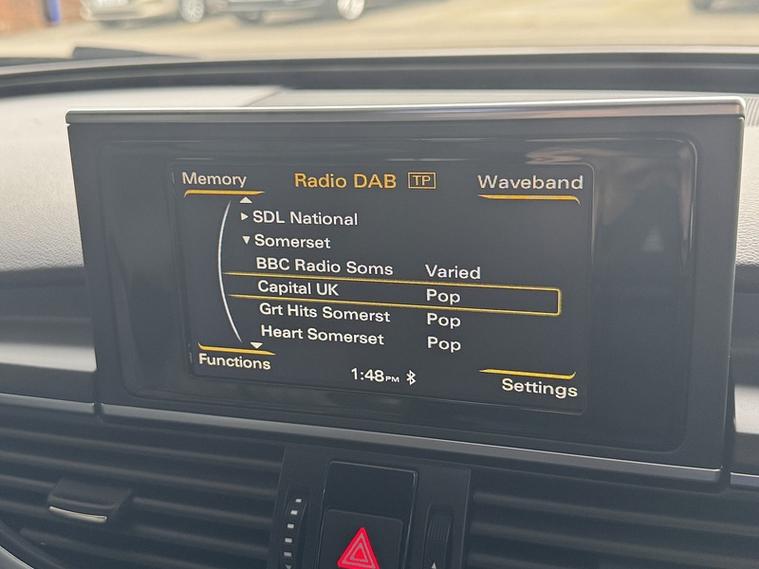 Memory Radio DAB TP Waveband
SDL National
Somerset
BBC Radio Soms Varied
Capital UK Pop
Grt Hits Somerst Pop
Heart Somerset Pop
Functions 1:48PM Settings